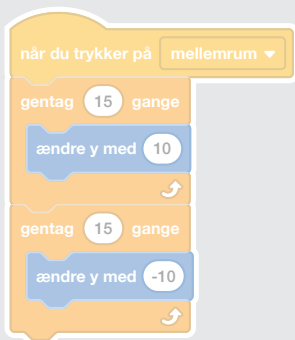 når du trykker på mellemrum
gentag 15 gange
ændre y med 10
gentag 15 gange
ændre y med -10